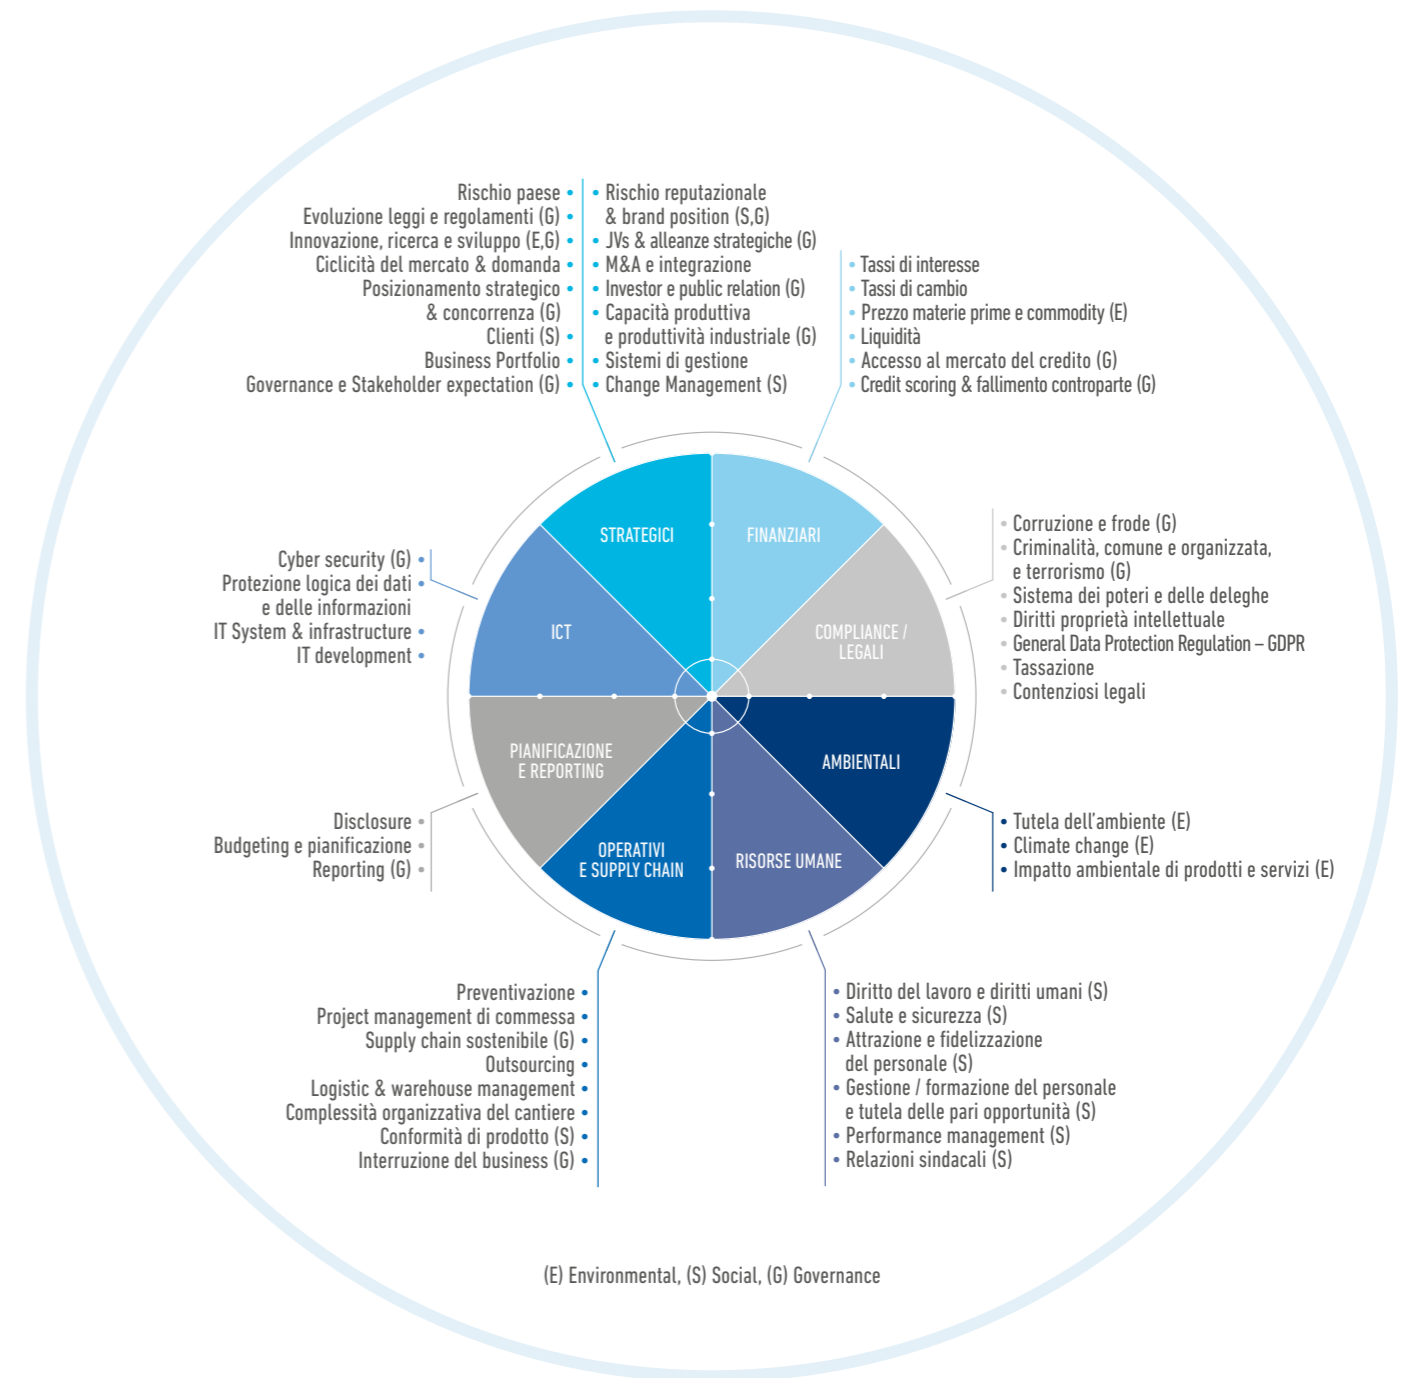 Rischio paese •
Evoluzione leggi e regolamenti (G) •
Innovazione, ricerca e sviluppo (E,G) •
Ciclicità del mercato & domanda •
Posizionamento strategico •
& concorrenza (G)
Clienti (S) •
Business Portfolio •
Governance e Stakeholder expectation (G) •
• Rischio reputazionale
& brand position (S,G)
• JVs & alleanze strategiche (G)
• M&A e integrazione
• Investor e public relation (G)
• Capacità produttiva
e produttività industriale (G)
• Sistemi di gestione
• Change Management (S)
• Tassi di interesse
• Tassi di cambio
• Prezzo materie prime e commodity (E)
• Liquidità
• Accesso al mercato del credito (G)
• Credit scoring & fallimento controparte (G)
STRATEGICI
FINANZIARI
Cyber security (G) •
Protezione logica dei dati •
e delle informazioni
IT System & infrastructure •
IT development •
ICT
COMPLIANCE /
LEGALI
• Corruzione e frode (G)
• Criminalità, comune e organizzata,
e terrorismo (G)
• Sistema dei poteri e delle deleghe
• Diritti proprietà intellettuale
• General Data Protection Regulation – GDPR
• Tassazione
• Contenziosi legali
PIANIFICAZIONE
E REPORTING
AMBIENTALI
Disclosure •
Budgeting e pianificazione •
Reporting (G) •
OPERATIVI
E SUPPLY CHAIN
RISORSE UMANE
• Tutela dell'ambiente (E)
• Climate change (E)
• Impatto ambientale di prodotti e servizi (E)
Preventivazione •
Project management di commessa •
Supply chain sostenibile (G) •
Outsourcing •
Logistic & warehouse management •
Complessità organizzativa del cantiere •
Conformità di prodotto (S) •
Interruzione del business (G) •
• Diritto del lavoro e diritti umani (S)
• Salute e sicurezza (S)
• Attrazione e fidelizzazione
del personale (S)
• Gestione / formazione del personale
e tutela delle pari opportunità (S)
• Performance management (S)
• Relazioni sindacali (S)
(E) Environmental, (S) Social, (G) Governance